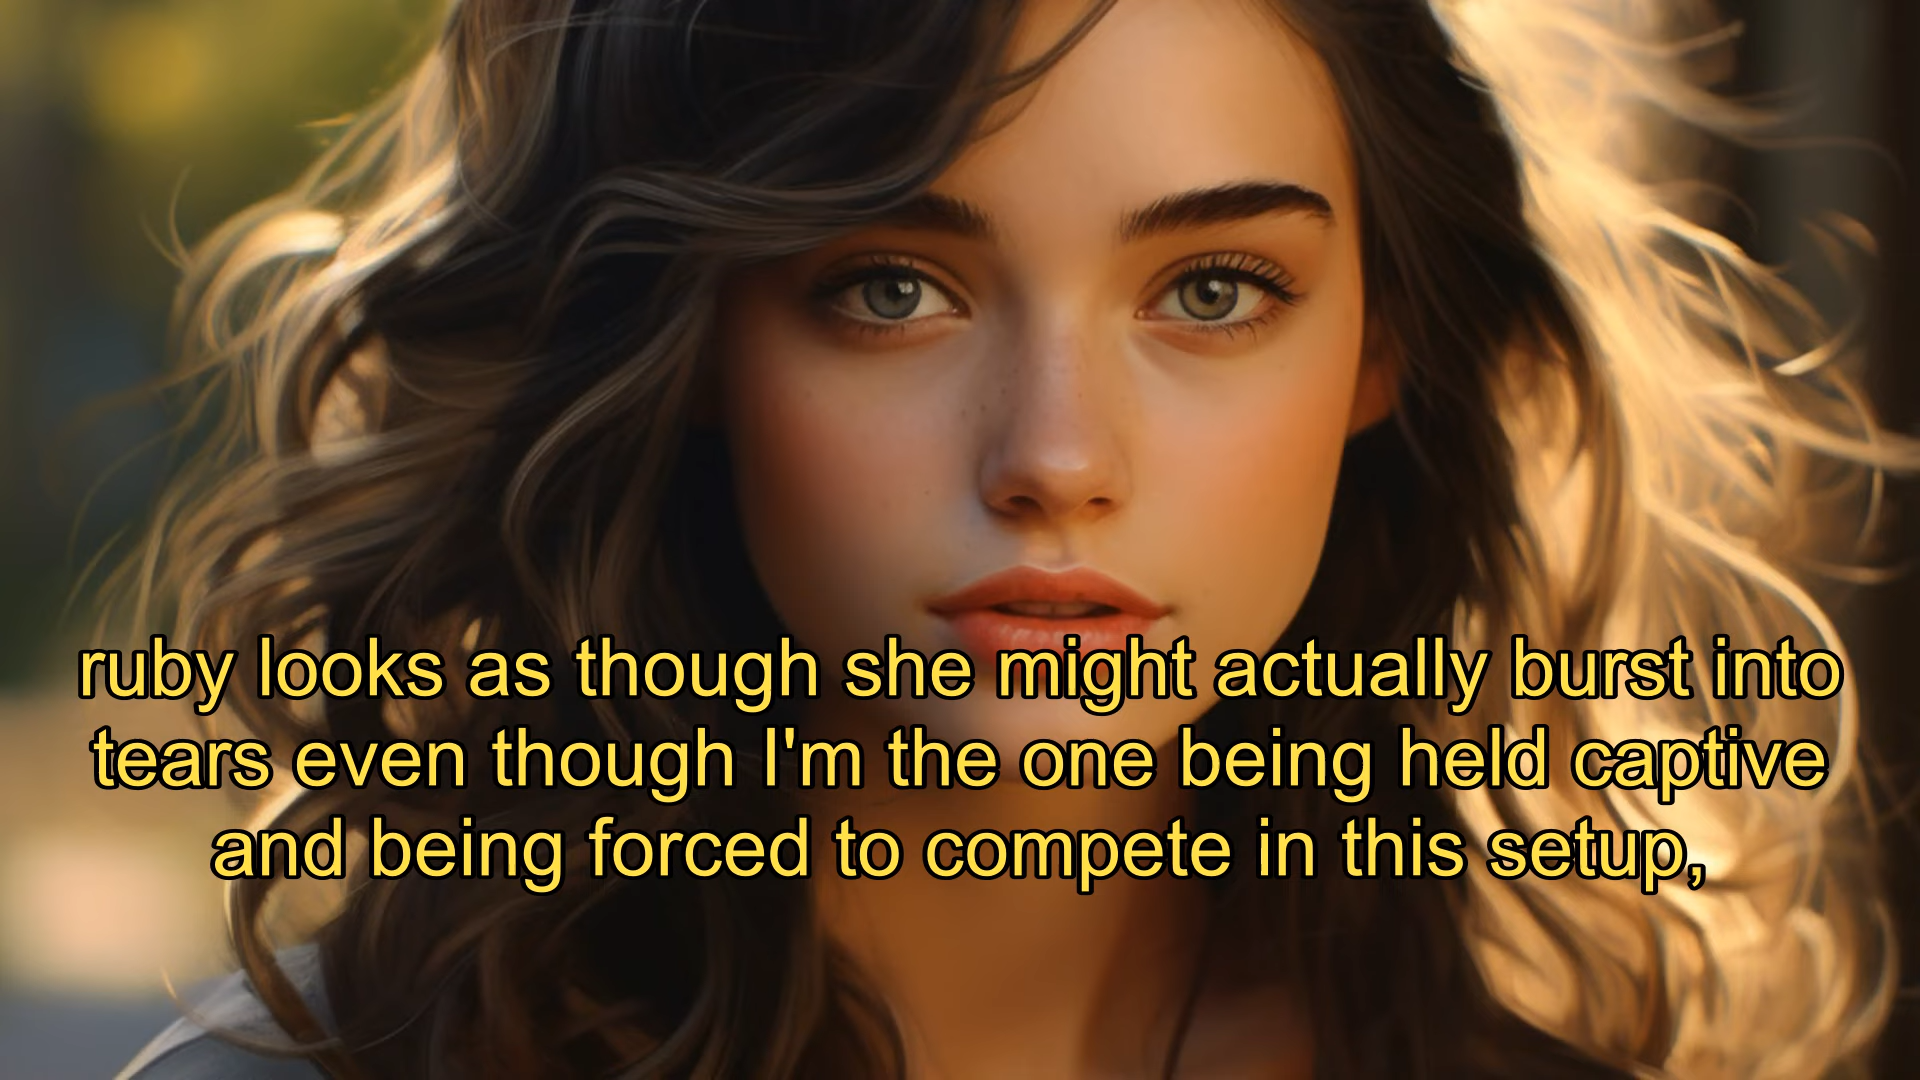 ruby looks as though she might actually burst into
tears even though I'm the one being held captive
and being forced to compete in this setup,